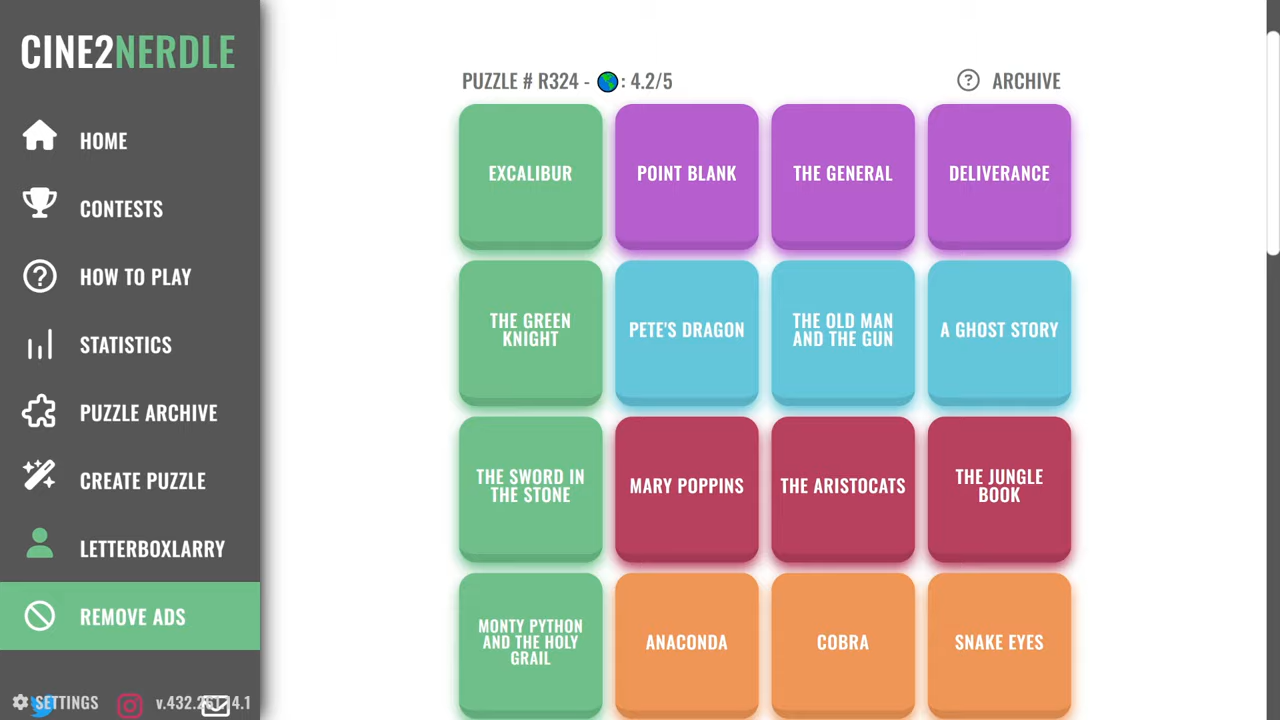 CINE2NERDLE
HOME
CONTESTS
HOW TO PLAY
STATISTICS
PUZZLE ARCHIVE
CREATE PUZZLE
LETTERBOXLARRY
REMOVE ADS
SETTINGS
PUZZLE # R324 - : 4.2/5
ARCHIVE
EXCALIBUR
POINT BLANK
THE GENERAL
DELIVERANCE
THE GREEN
KNIGHT
PETE'S DRAGON
THE OLD MAN
AND THE GUN
A GHOST STORY
THE SWORD IN
THE STONE
MARY POPPINS
THE ARISTOCATS
THE JUNGLE
BOOK
MONTY PYTHON
AND THE HOLY
GRAIL
ANACONDA
COBRA
SNAKE EYES